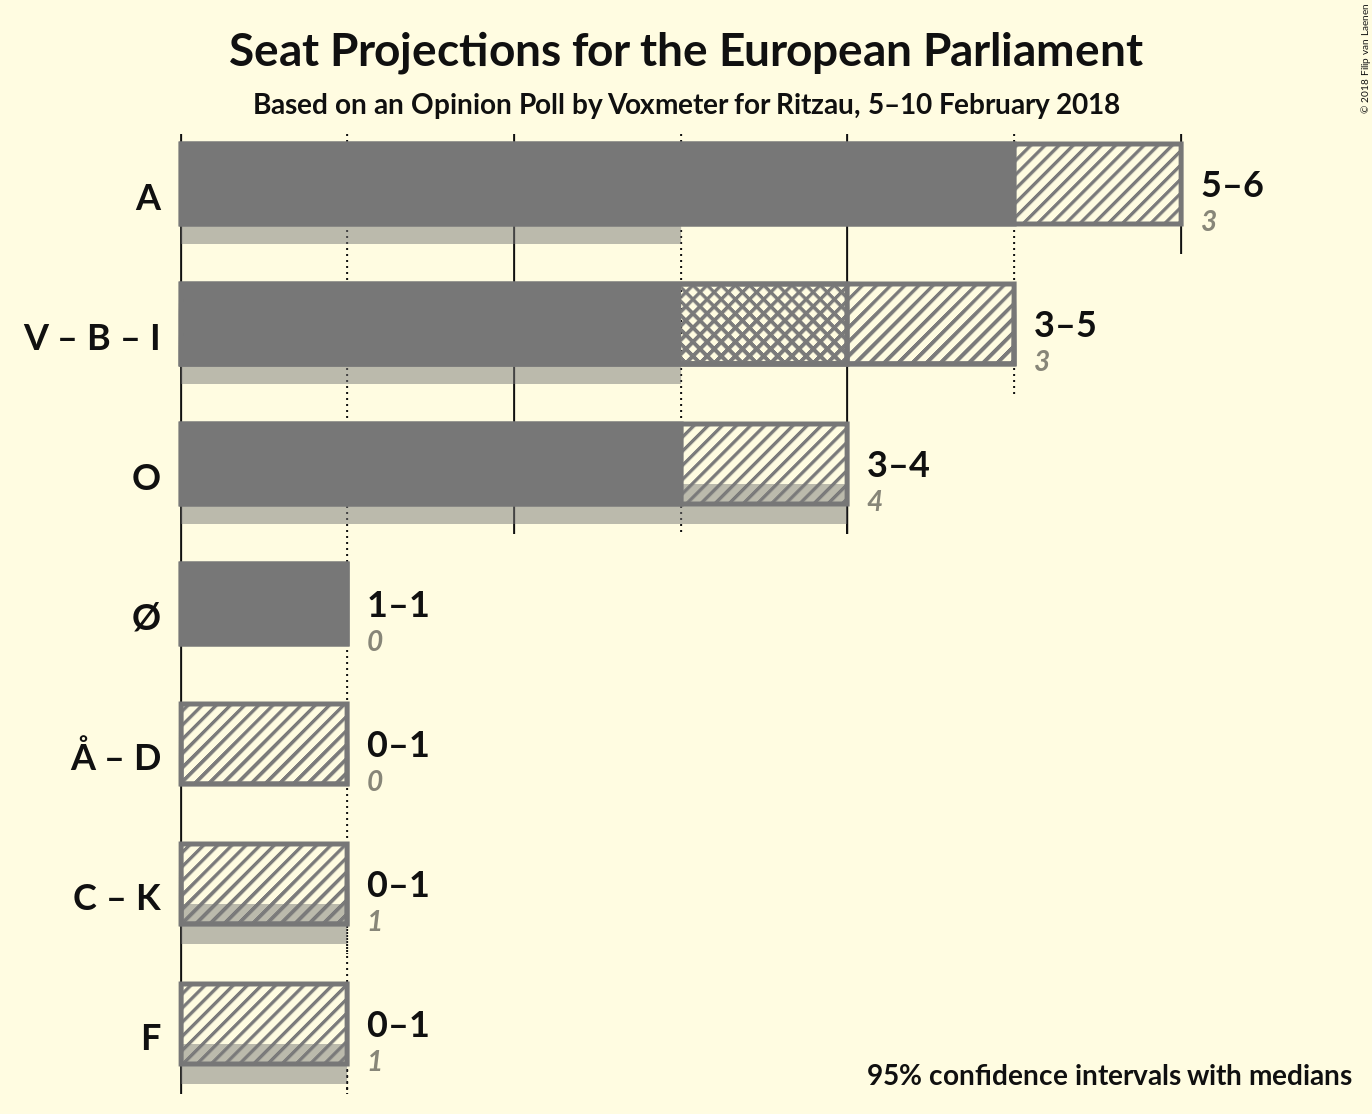 Seat Projections for the European Parliament
Based on an Opinion Poll by Voxmeter for Ritzau, 5–10 February 2018
© 2018 Filip van Laenen
A
5–6
3
V – B – I
3–5
3
O
3–4
4
Ø
1–1
0
Å – D
0–1
0
C – K
0–1
1
F
0–1
1
95% confidence intervals with medians